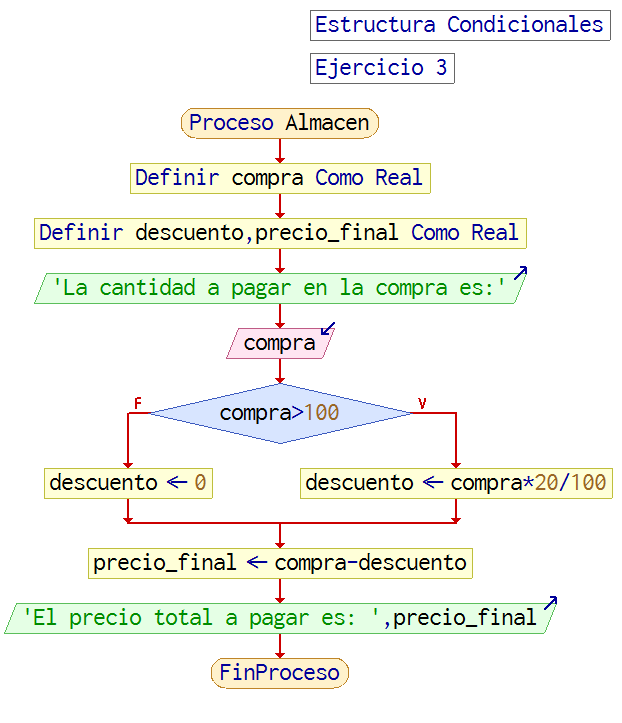 Estructura Condicionales
Ejercicio 3
Proceso Almacen
Definir compra Como Real
Definir descuento,precio_final Como Real
'La cantidad a pagar en la compra es:'
compra
compra>100
F
V
descuento ← 0
descuento ← compra*20/100
precio_final ← compra-descuento
'El precio total a pagar es: ',precio_final
FinProceso